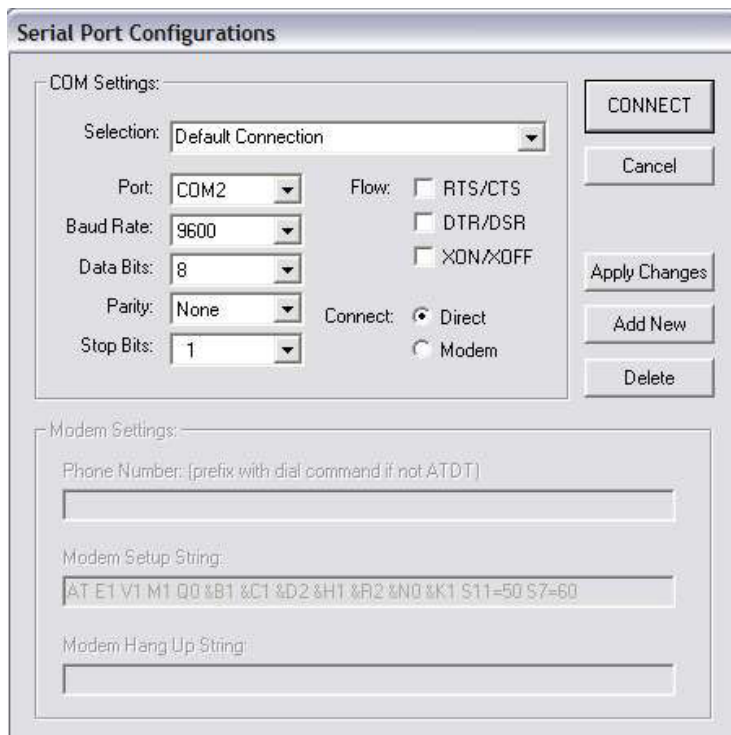 Serial Port Configurations
COM Settings:
CONNECT
Selection: Default Connection
Cancel
Port: COM2 Flow: RTS/CTS
Baud Rate: 9600 DTR/DSR
XON/XOFF
Data Bits: 8
Apply Changes
Parity: None Connect: Direct
Add New
Stop Bits: 1 Modem
Delete
Modem Settings:
Phone Number: (prefix with dial command if not ATDT)
Modem Setup String:
AT E1 V1 M1 Q0 &B1 &C1 &D2 &H1 &R2 &N0 &K1 S11=50 S7=60
Modem Hang Up String: